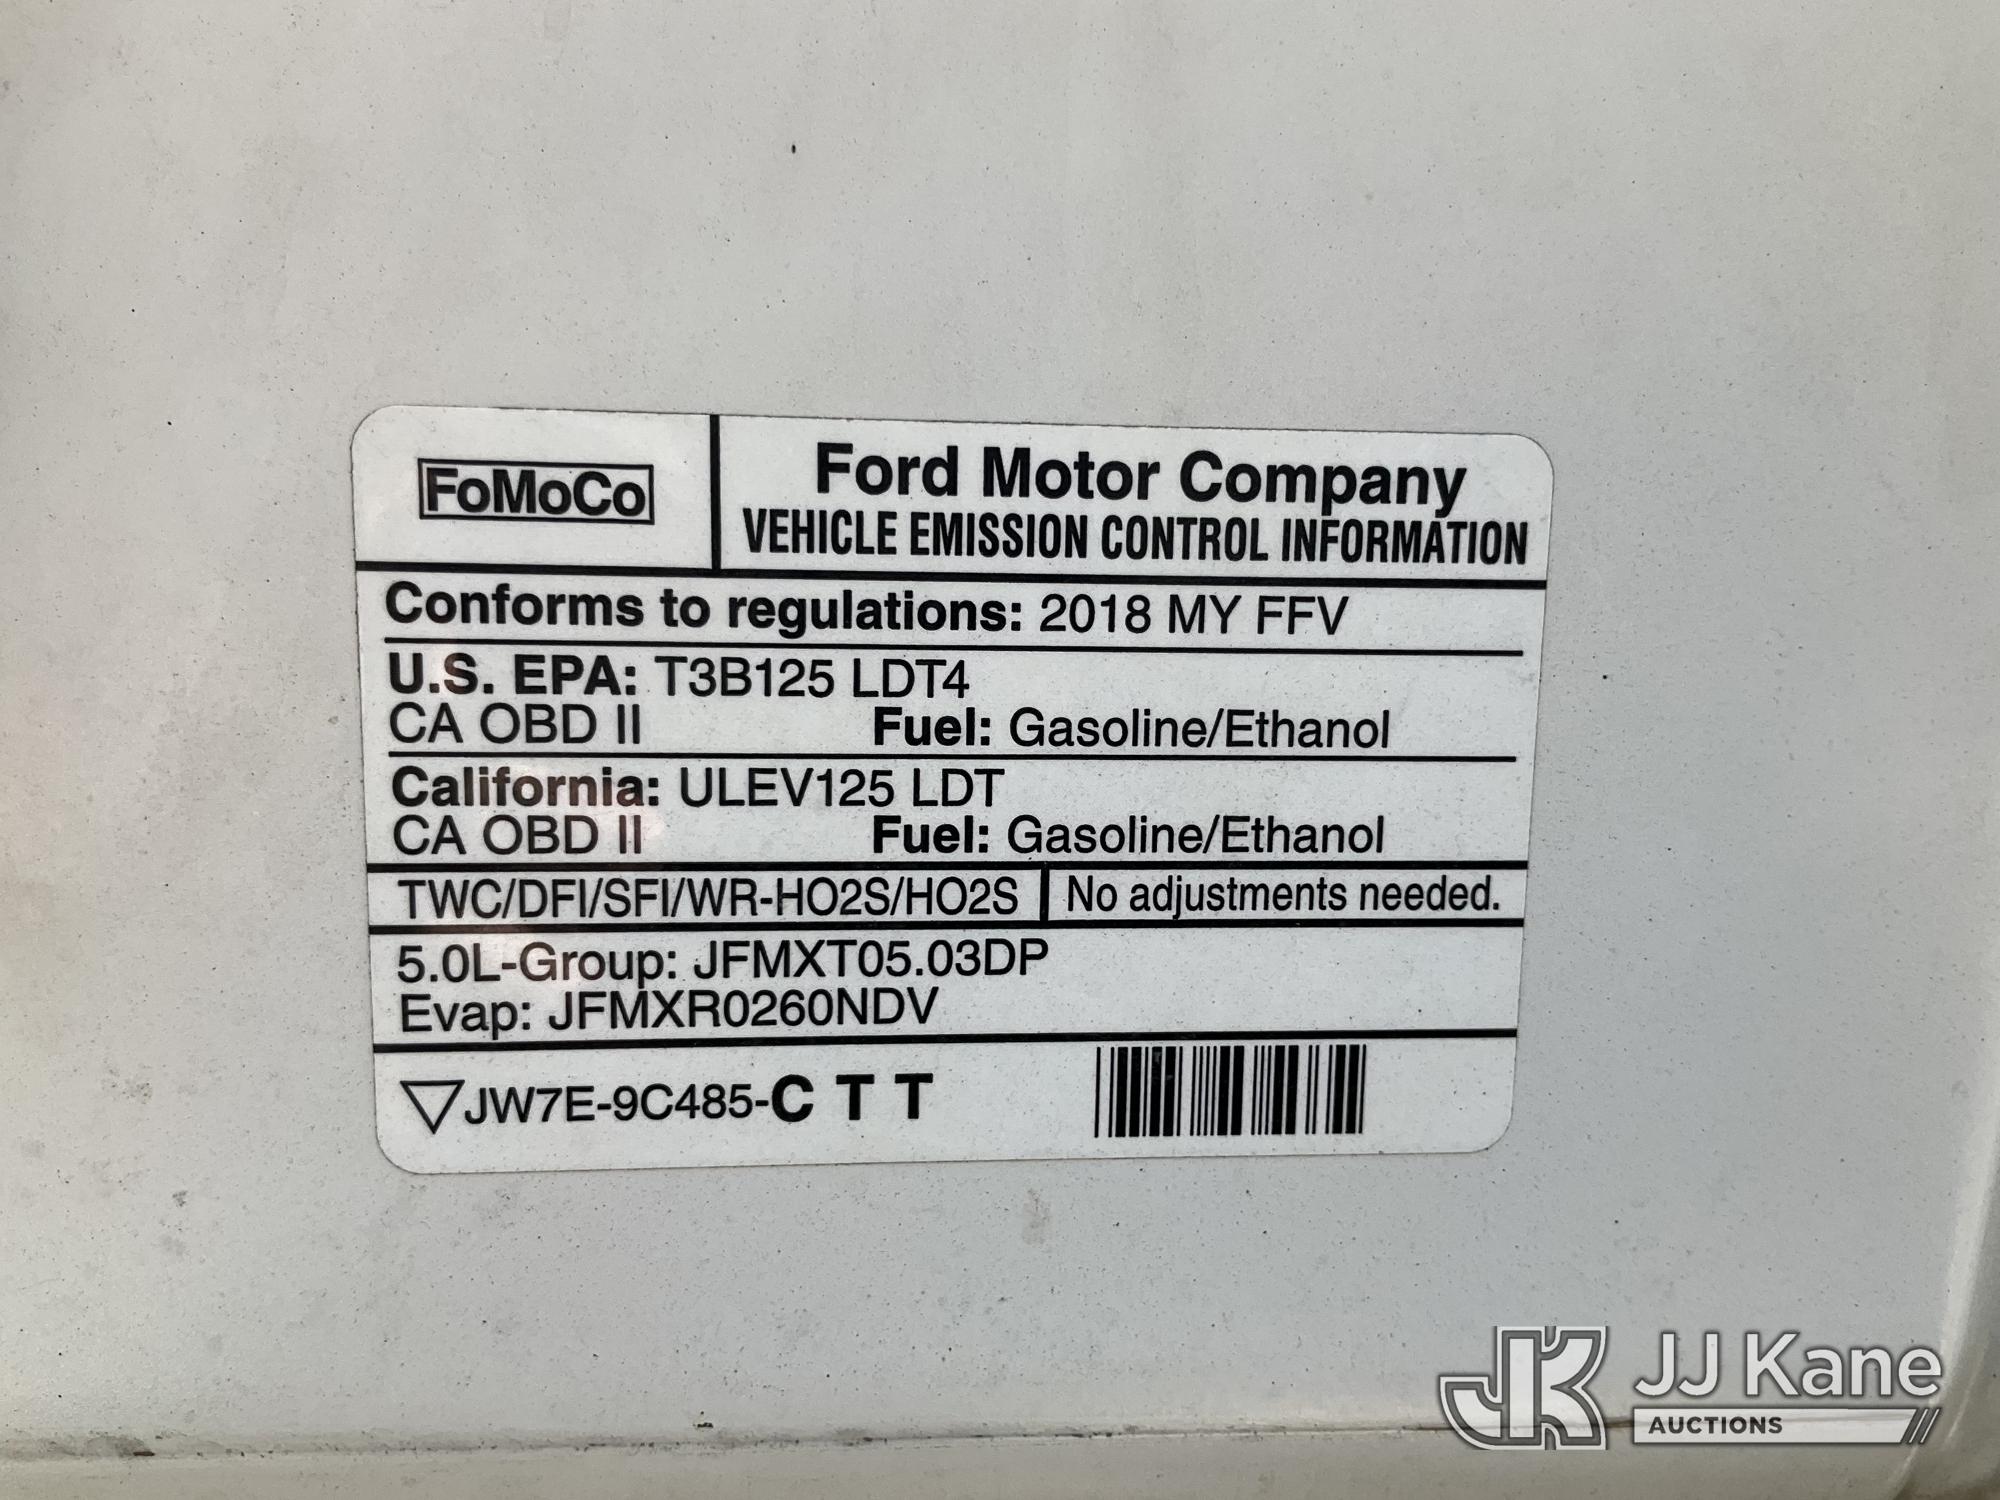 FoMoCo
Ford Motor Company
VEHICLE EMISSION CONTROL INFORMATION
Conforms to regulations: 2018 MY FFV
U.S. EPA: T3B125 LDT4
CA OBD II Fuel: Gasoline/Ethanol
California: ULEV125 LDT
CA OBD II Fuel: Gasoline/Ethanol
TWC/DFI/SFI/WR-HO2S/HO2S No adjustments needed.
5.0L-Group: JFMXT05.03DP
Evap: JFMXR0260NDV
JW7E-9C485-C T T
JK JJ Kane
AUCTIONS